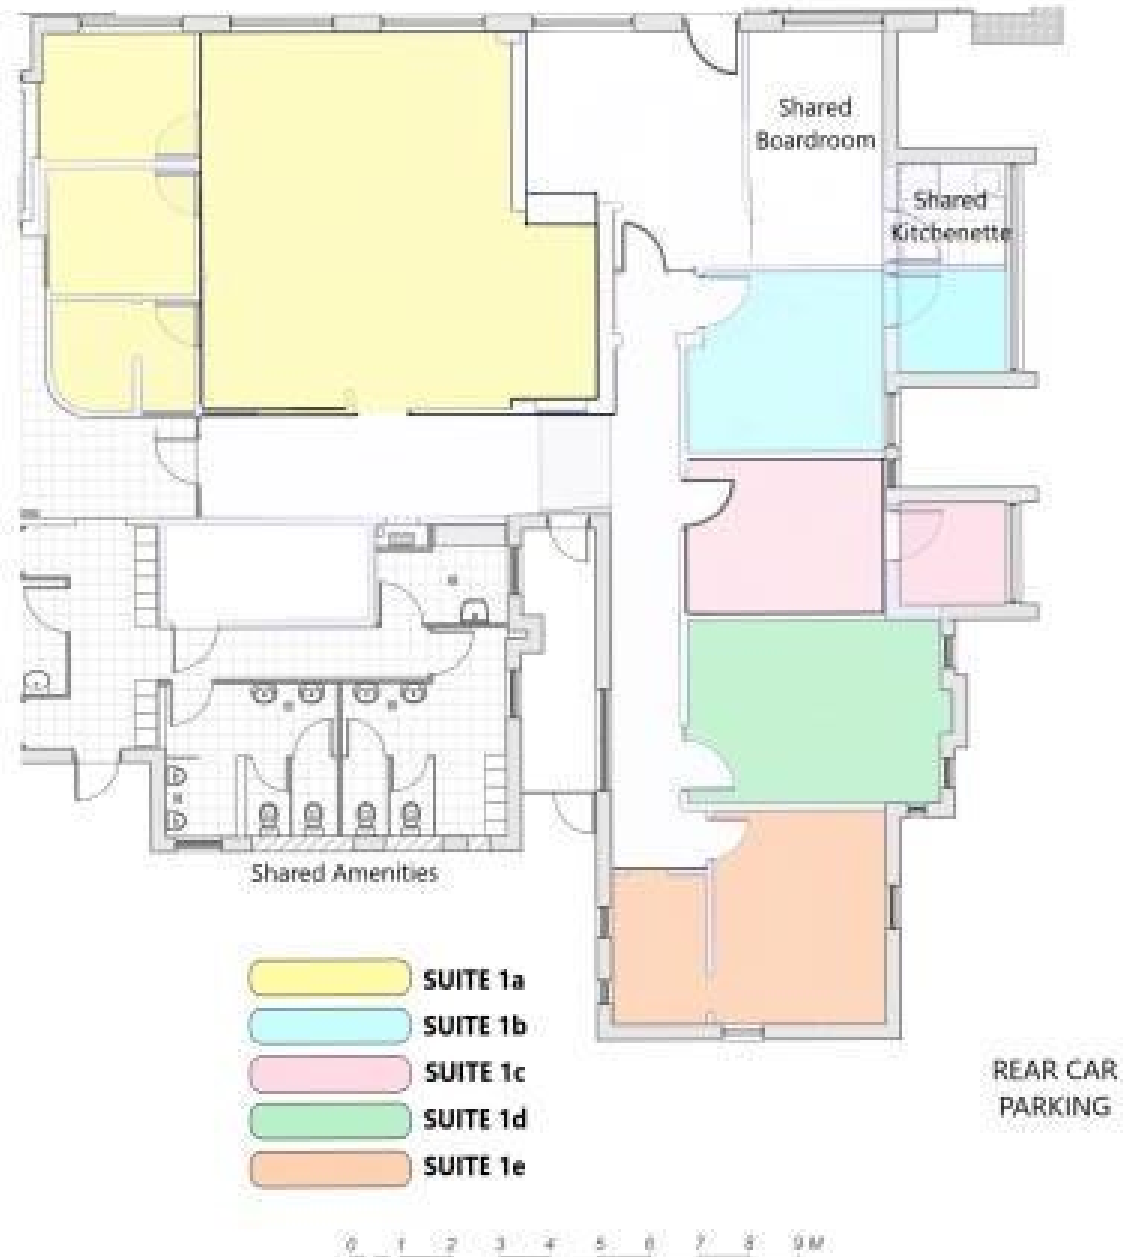 Shared
Boardroom
Shared
Kitchenette
Shared Amenities
SUITE 1a
SUITE 1b
SUITE 1c
SUITE 1d
SUITE 1e
REAR CAR
PARKING
0 1 2 3 4 5 6 7 8 9 M